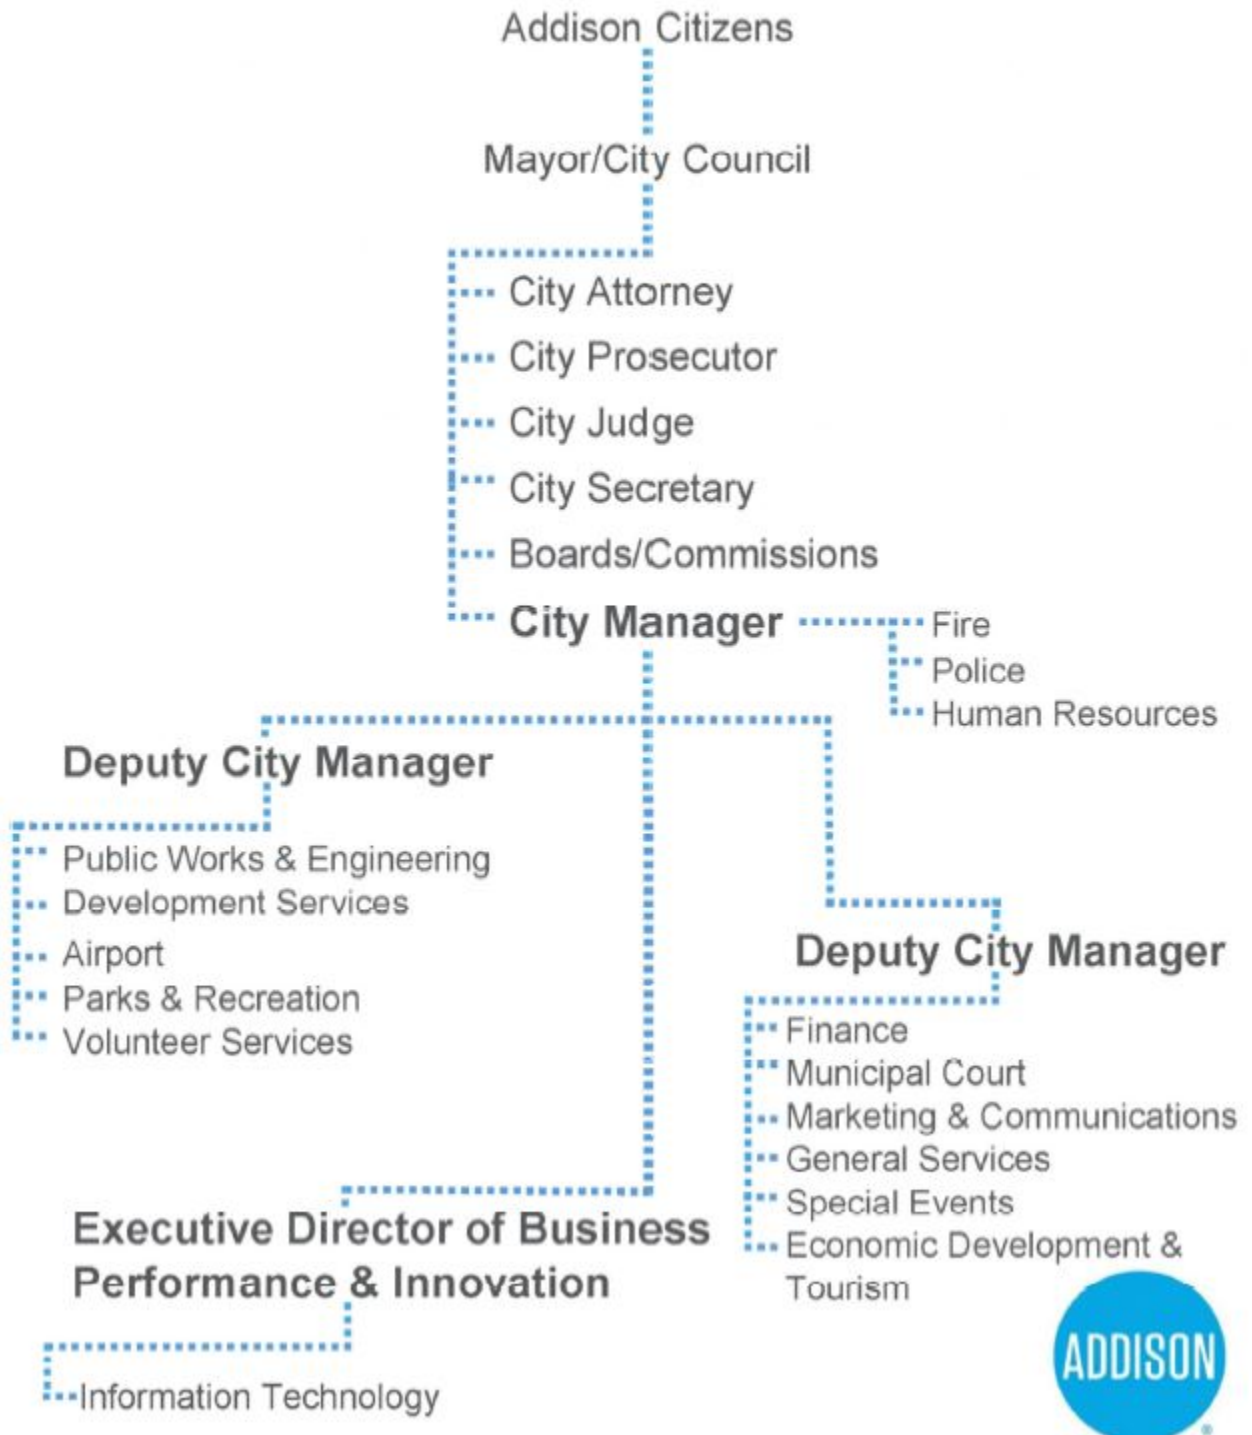 Addison Citizens
Mayor/City Council
City Attorney
City Prosecutor
City Judge
City Secretary
Boards/Commissions
City Manager
Fire
Police
Human Resources
Deputy City Manager
Public Works & Engineering
Development Services
Airport
Parks & Recreation
Volunteer Services
Deputy City Manager
Finance
Municipal Court
Marketing & Communications
General Services
Special Events
Economic Development &
Tourism
Executive Director of Business
Performance & Innovation
Information Technology
ADDISON
®